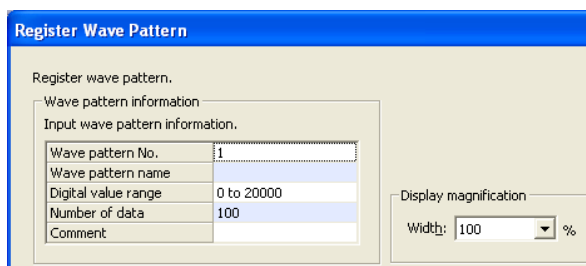 Register Wave Pattern
Register wave pattern.
Wave pattern information
Input wave pattern information.
Wave pattern No. 1
Wave pattern name
Digital value range 0 to 20000
Number of data 100
Comment
Display magnification
Width: 100 %